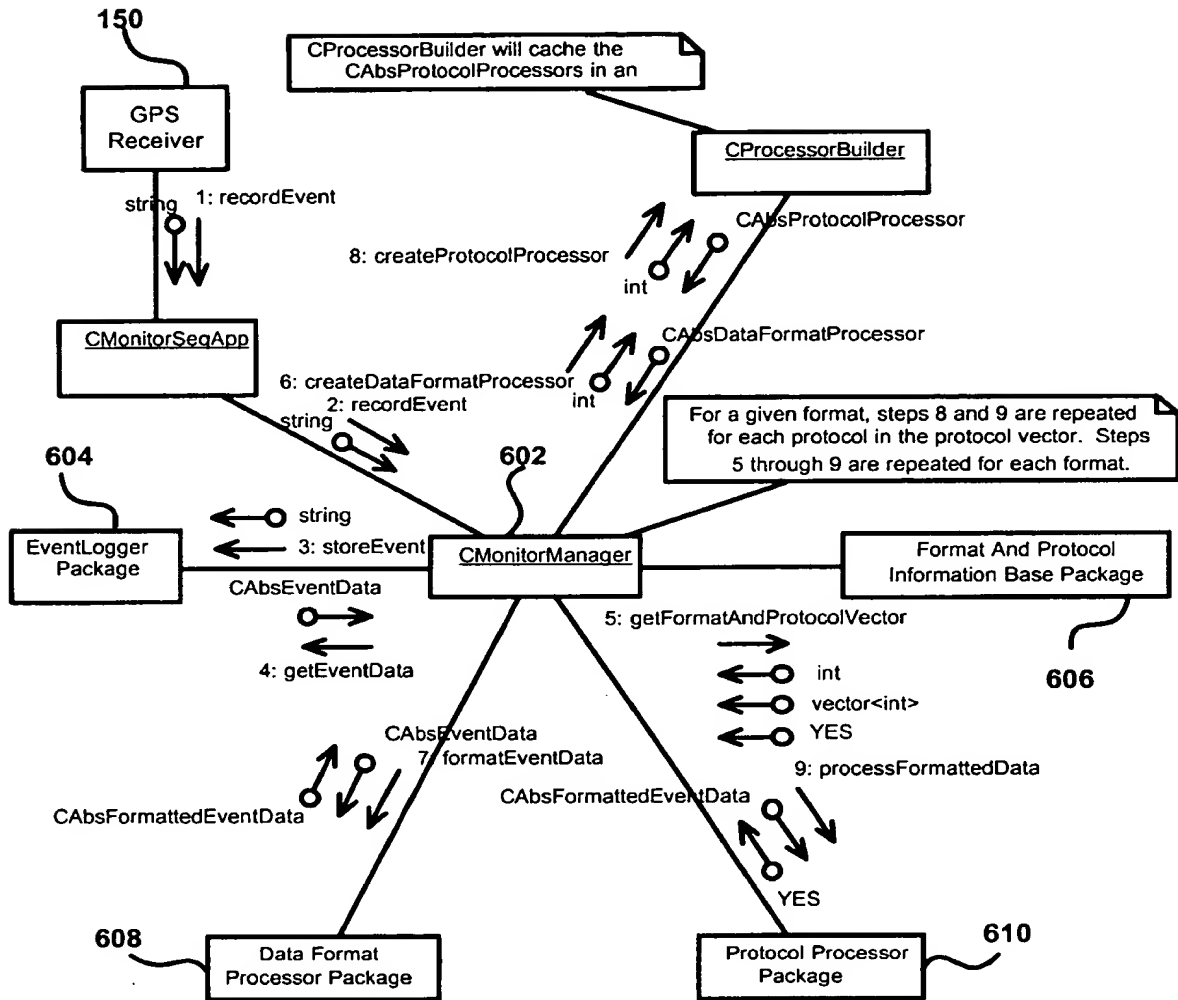 150
CProcessorBuilder will cache the
CAbsProtocolProcessors in an
GPS
Receiver
CProcessorBuilder
string
1: recordEvent
CAbsProtocolProcessor
8: createProtocolProcessor
int
CMonitorSeqApp
CAbsDataFormatProcessor
6: createDataFormatProcessor
int
2: recordEvent
string
For a given format, steps 8 and 9 are repeated
for each protocol in the protocol vector. Steps
5 through 9 are repeated for each format.
604
602
string
EventLogger
Package
3: storeEvent
CMonitorManager
Format And Protocol
Information Base Package
CAbsEventData
5: getFormatAndProtocolVector
4: getEventData
int
606
vector<int>
YES
CAbsEventData
7: formatEventData
9: processFormattedData
CAbsFormattedEventData
CAbsFormattedEventData
YES
608
Data Format
Processor Package
Protocol Processor
Package
610